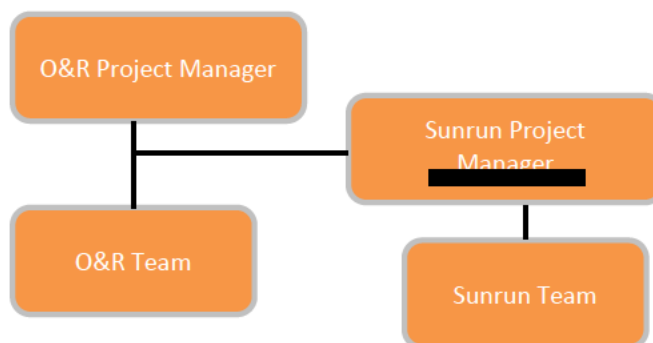 O&R Project Manager
Sunrun Project
Manager
O&R Team
Sunrun Team